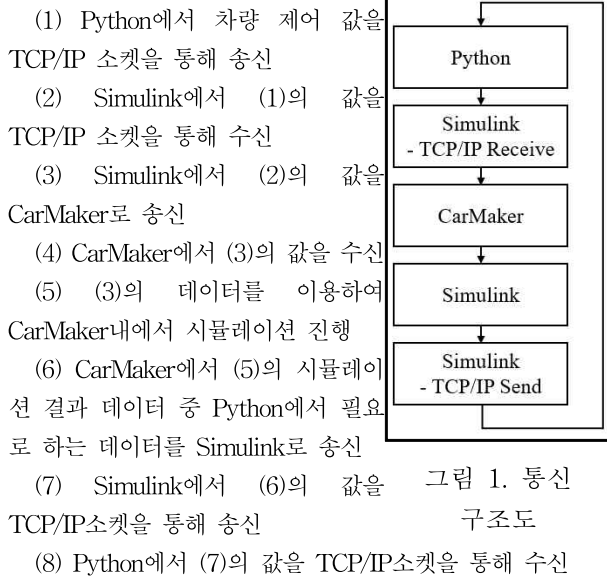 (1) Python에서 차량 제어 값을
TCP/IP 소켓을 통해 송신
(2) Simulink에서 (1)의 값을
TCP/IP 소켓을 통해 수신
(3) Simulink에서 (2)의 값을
CarMaker로 송신
(4) CarMaker에서 (3)의 값을 수신
(5) (3)의 데이터를 이용하여
CarMaker내에서 시뮬레이션 진행
(6) CarMaker에서 (5)의 시뮬레이
션 결과 데이터 중 Python에서 필요
로 하는 데이터를 Simulink로 송신
(7) Simulink에서 (6)의 값을
TCP/IP소켓을 통해 송신
(8) Python에서 (7)의 값을 TCP/IP소켓을 통해 수신
Python
Simulink
- TCP/IP Receive
CarMaker
Simulink
Simulink
- TCP/IP Send
그림 1. 통신
구조도